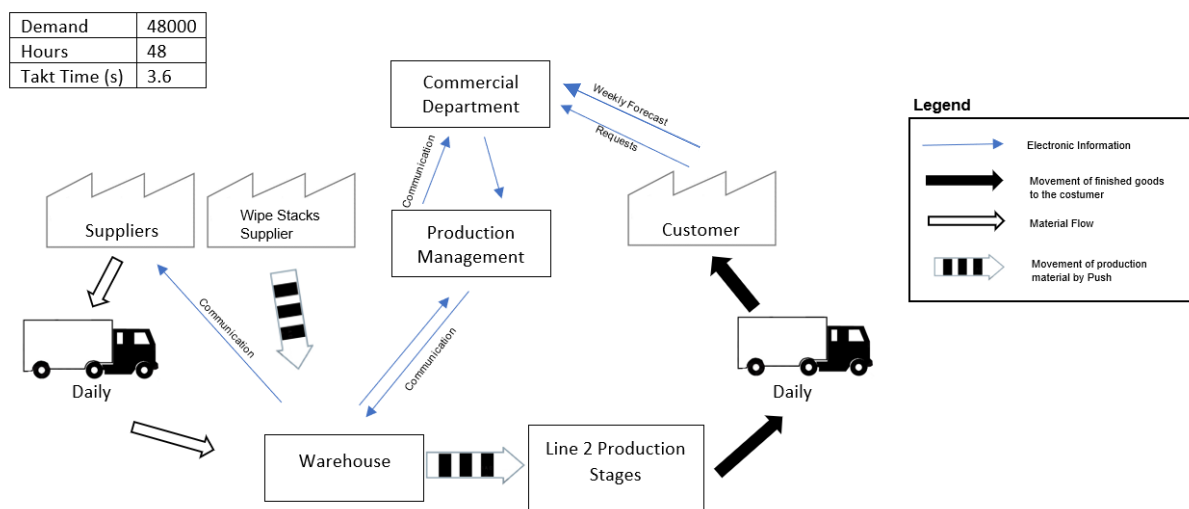 Demand 48000
Hours 48
Takt Time (s) 3.6
Commercial
Department
Weekly Forecast
Requests
Communication
Suppliers
Wipe Stacks
Supplier
Production
Management
Customer
Communication
Communication
Daily
Daily
Warehouse
Line 2 Production
Stages
Legend
Electronic Information
Movement of finished goods
to the costumer
Material Flow
Movement of production
material by Push